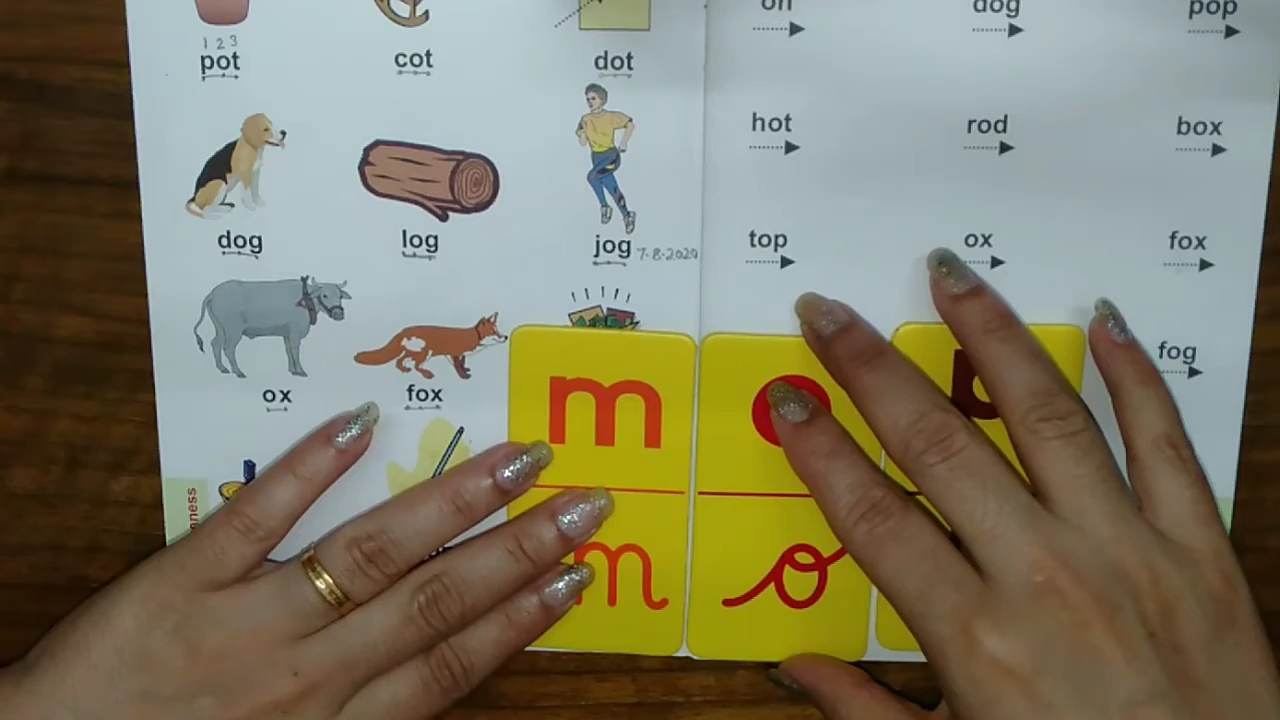 1 2 3
pot
cot
dot
dog
log
jog 7-8-2020
ox
fox
on
dog
pop
hot
rod
box
top
ox
fox
fog
m
m
o